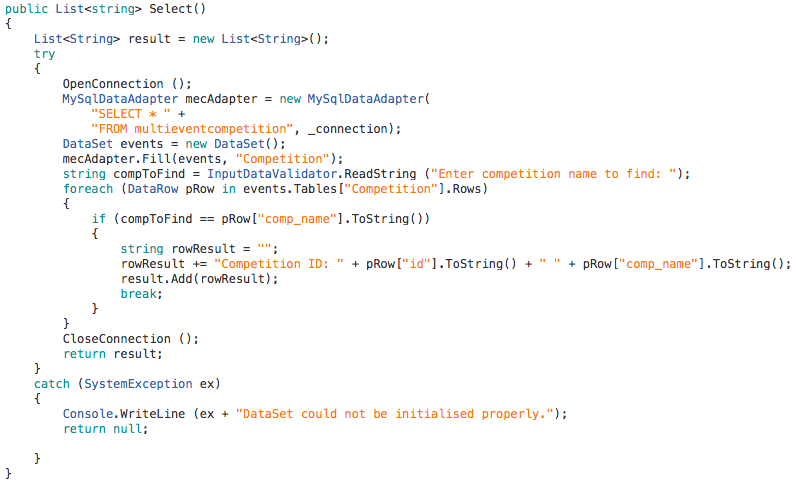 public List<string> Select()
{
    List<String> result = new List<String>();
    try
    {
        OpenConnection ();
        MySqlDataAdapter mecAdapter = new MySqlDataAdapter(
            "SELECT * " +
            "FROM multieventcompetition", _connection);
        DataSet events = new DataSet();
        mecAdapter.Fill(events, "Competition");
        string compToFind = InputDataValidator.ReadString ("Enter competition name to find: ");
        foreach (DataRow pRow in events.Tables["Competition"].Rows)
        {
            if (compToFind == pRow["comp_name"].ToString())
            {
                string rowResult = "";
                rowResult += "Competition ID: " + pRow["id"].ToString() + " " + pRow["comp_name"].ToString();
                result.Add(rowResult);
                break;
            }
        }
        CloseConnection ();
        return result;
    }
    catch (SystemException ex)
    {
        Console.WriteLine (ex + "DataSet could not be initialised properly.");
        return null;

    }
}